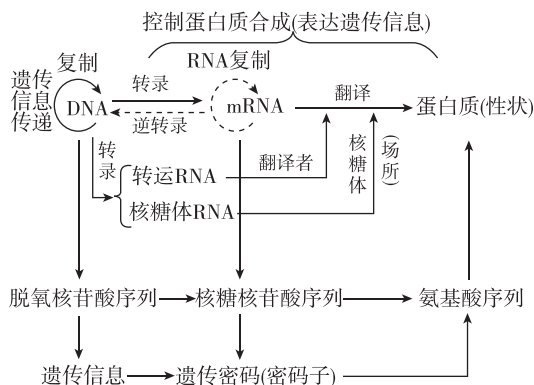 控制蛋白质合成(表达遗传信息)
复制
RNA复制
遗传
信息
传递
DNA
转录
mRNA
翻译
蛋白质(性状)
逆转录
转录
转运RNA
翻译者
核糖体
(场所)
核糖体RNA
脱氧核苷酸序列
核糖核苷酸序列
氨基酸序列
遗传信息
遗传密码(密码子)